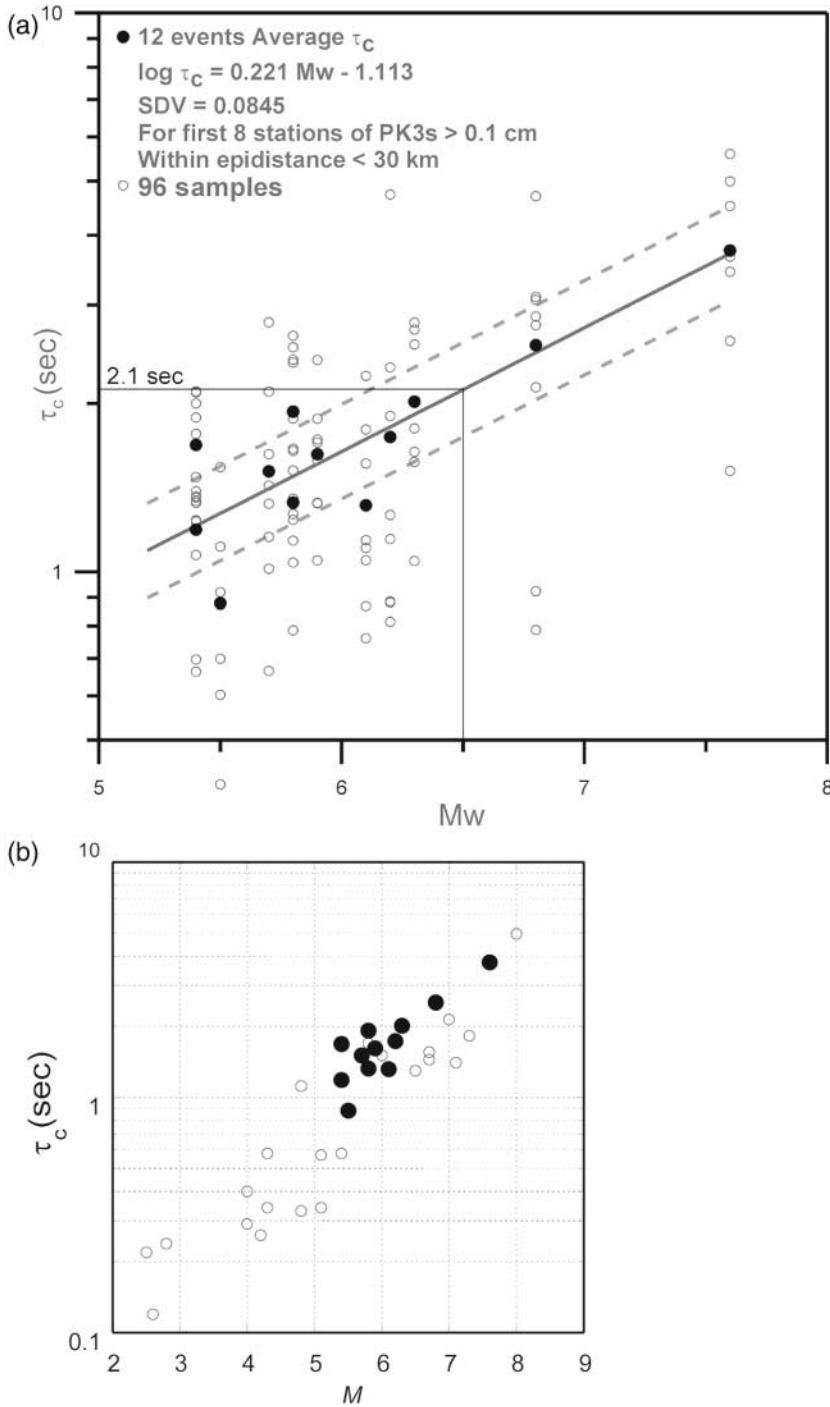 (a)
10
12 events Average τc
log τc = 0.221 Mw - 1.113
SDV = 0.0845
For first 8 stations of PK3s > 0.1 cm
Within epidistance < 30 km
96 samples
τc(sec)
2.1 sec
1
5 6 7 8
Mw
(b)
10
τc(sec)
1
0.1
2 3 4 5 6 7 8 9
M